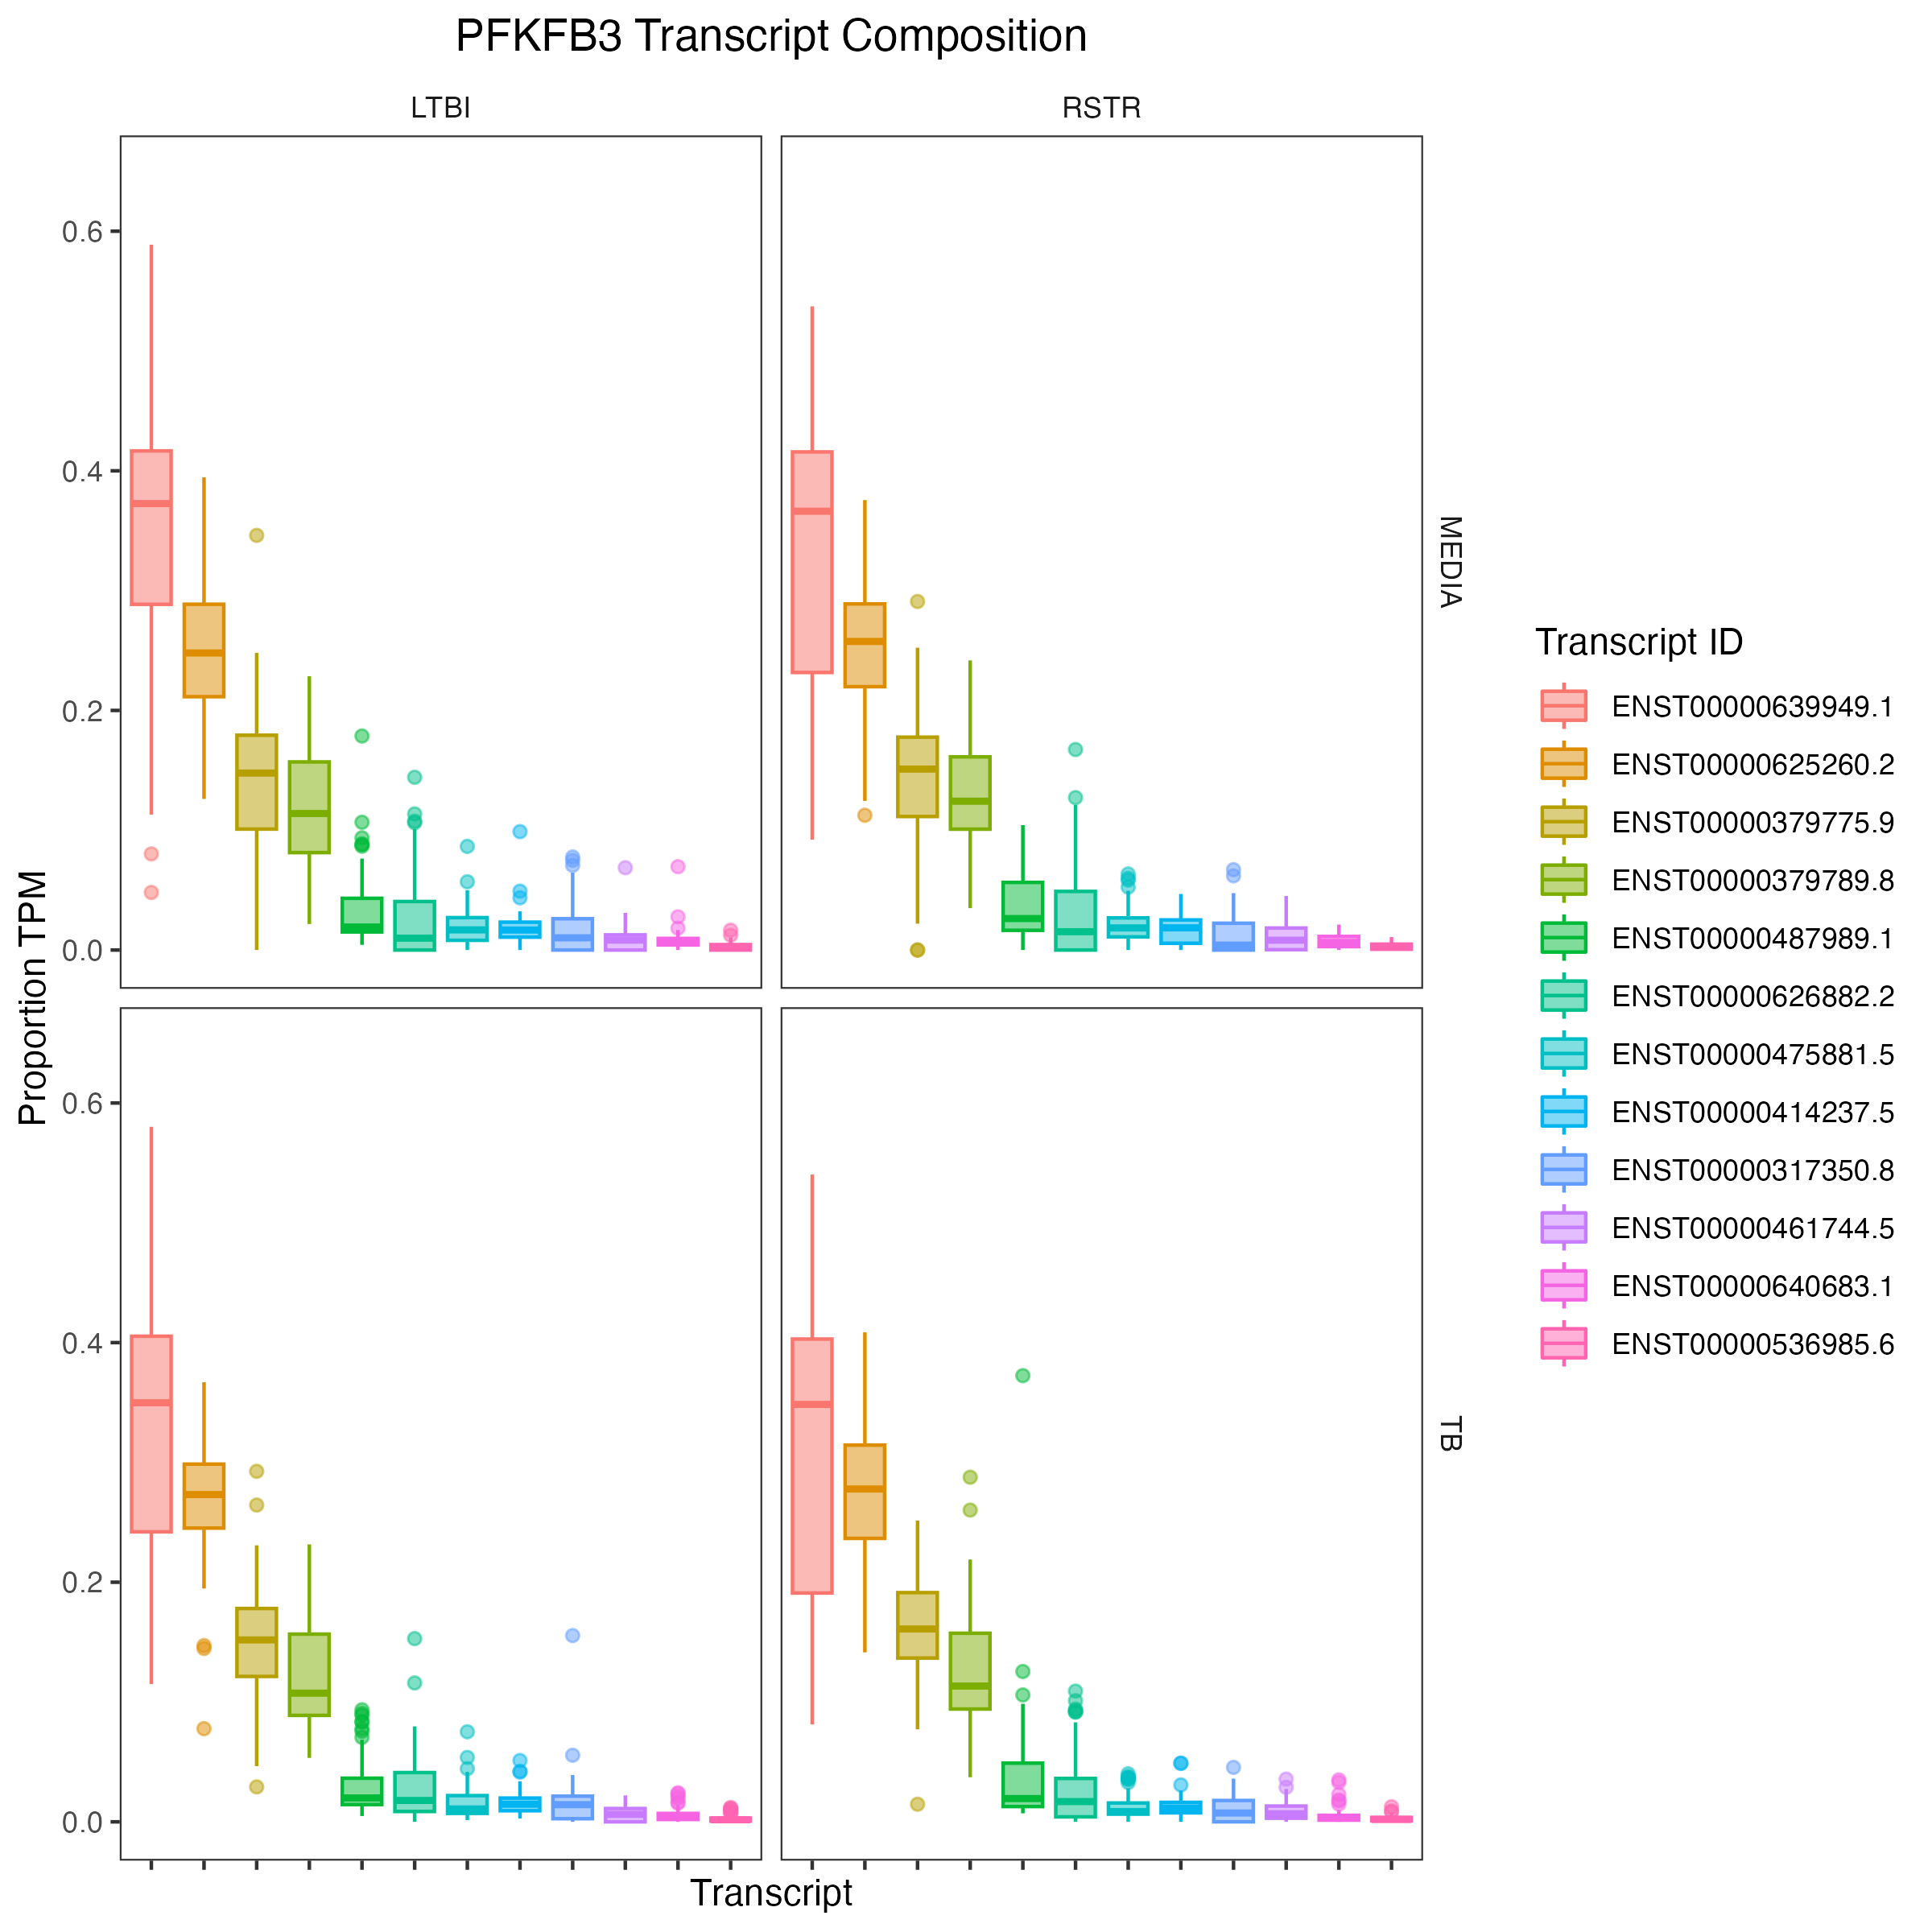 PFKFB3 Transcript Composition
LTBI
RSTR
0.6
0.4
0.2
0.0
MEDIA
0.6
0.4
0.2
0.0
TB
Proportion TPM
Transcript
Transcript ID
ENST00000639949.1
ENST00000625260.2
ENST00000379775.9
ENST00000379789.8
ENST00000487989.1
ENST00000626882.2
ENST00000475881.5
ENST00000414237.5
ENST00000317350.8
ENST00000461744.5
ENST00000640683.1
ENST00000536985.6